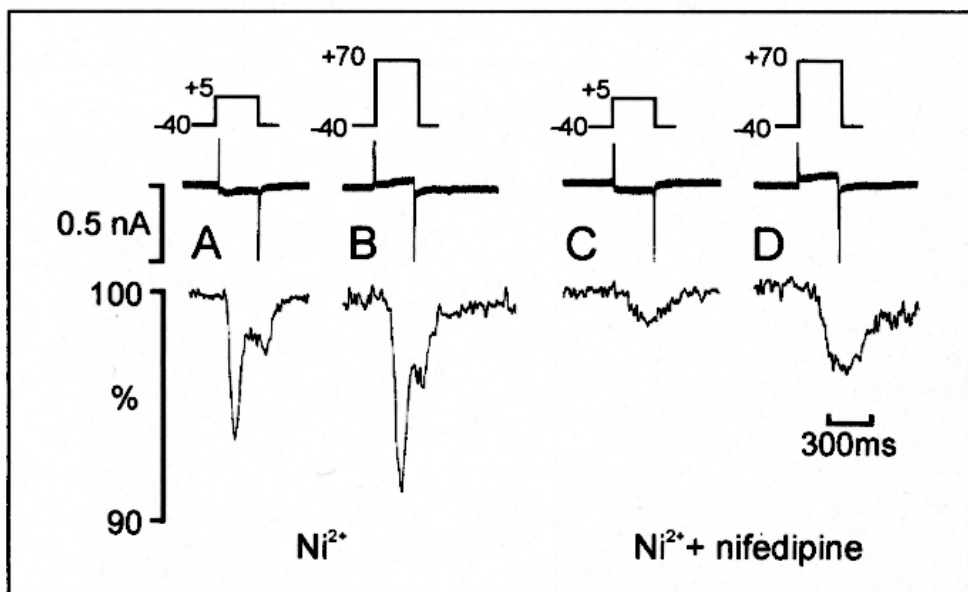 +5
-40
+70
-40
+5
-40
+70
-40
0.5 nA
A
B
C
D
100
%
90
300ms
Ni²⁺
Ni²⁺ + nifedipine